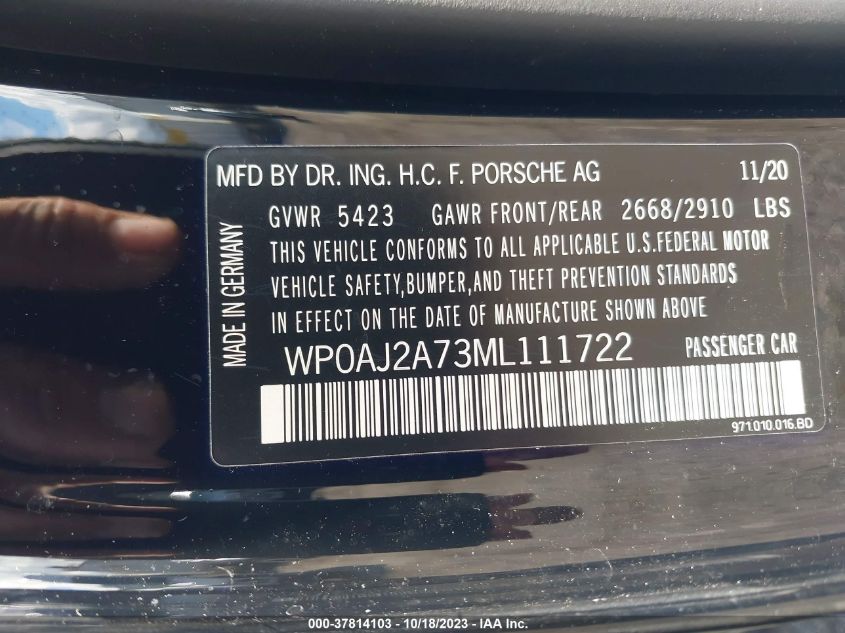 MFD BY DR. ING. H.C. F. PORSCHE AG 11/20
GVWR 5423 GAWR FRONT/REAR 2668/2910 LBS
THIS VEHICLE CONFORMS TO ALL APPLICABLE U.S.FEDERAL MOTOR
VEHICLE SAFETY,BUMPER,AND THEFT PREVENTION STANDARDS
IN EFFECT ON THE DATE OF MANUFACTURE SHOWN ABOVE
MADE IN GERMANY
WP0AJ2A73ML111722 PASSENGER CAR
971.010.016.BD
000-37814103 - 10/18/2023 - IAA Inc.